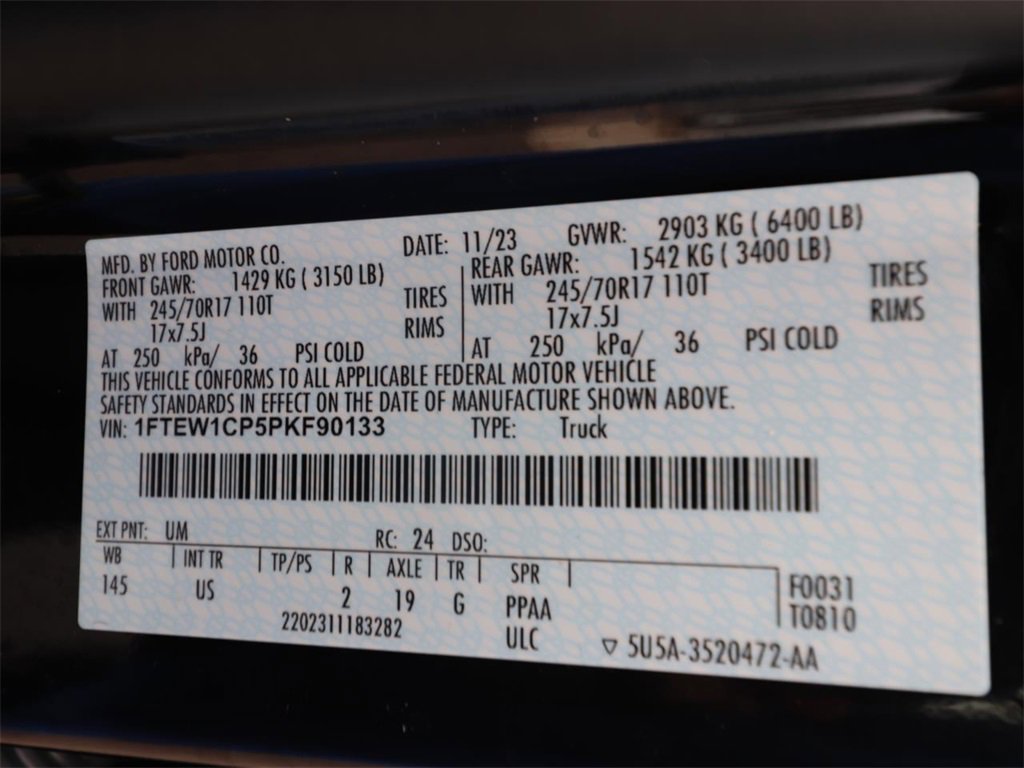 MFD. BY FORD MOTOR CO. DATE: 11/23 GVWR: 2903 KG ( 6400 LB)
FRONT GAWR: 1429 KG ( 3150 LB) REAR GAWR: 1542 KG ( 3400 LB)
WITH 245/70R17 110T TIRES WITH 245/70R17 110T TIRES
17x7.5J RIMS 17x7.5J RIMS
AT 250 kPa/ 36 PSI COLD AT 250 kPa/ 36 PSI COLD
THIS VEHICLE CONFORMS TO ALL APPLICABLE FEDERAL MOTOR VEHICLE
SAFETY STANDARDS IN EFFECT ON THE DATE OF MANUFACTURE SHOWN ABOVE.
VIN: 1FTEW1CP5PKF90133 TYPE: Truck
EXT PNT: UM RC: 24 DSO:
WB INT TR TP/PS R AXLE TR SPR
145 US 2 19 G PPAA F0031
2202311183282 ULC T0810
5U5A-3520472-AA